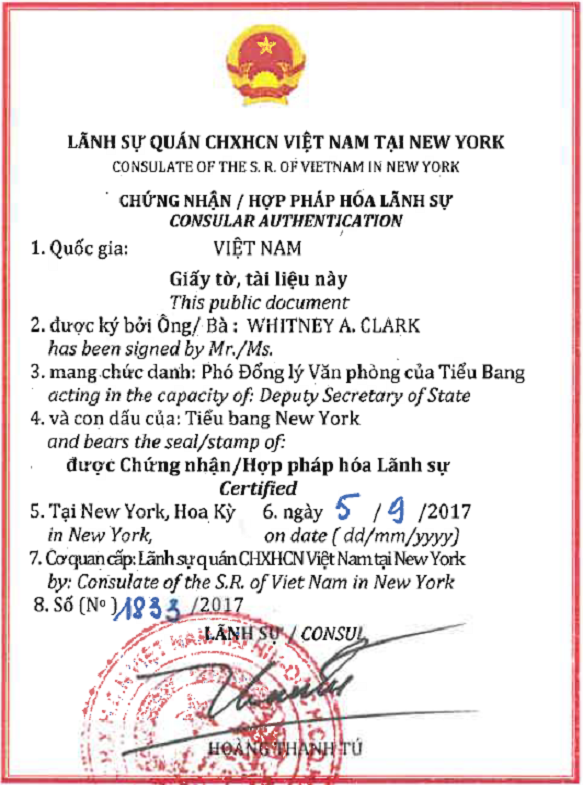 LÃNH SỰ QUÁN CHXHCN VIỆT NAM TẠI NEW YORK
CONSULATE OF THE S. R. OF VIETNAM IN NEW YORK
CHỨNG NHẬN / HỢP PHÁP HÓA LÃNH SỰ
CONSULAR AUTHENTICATION
1. Quốc gia: VIỆT NAM
Giấy tờ, tài liệu này
This public document
2. được ký bởi Ông/ Bà : WHITNEY A. CLARK
has been signed by Mr./Ms.
3. mang chức danh: Phó Đổng lý Văn phòng của Tiểu Bang
acting in the capacity of: Deputy Secretary of State
4. và con dấu của: Tiểu bang New York
and bears the seal/stamp of:
được Chứng nhận/Hợp pháp hóa Lãnh sự
Certified
5. Tại New York, Hoa Kỳ 6. ngày 5 / 9 /2017
in New York, on date ( dd/mm/yyyy)
7. Cơ quan cấp: Lãnh sự quán CHXHCN Việt Nam tại New York
by: Consulate of the S.R. of Viet Nam in New York
8. Số (Nº ) 1833 /2017
LÃNH SỰ / CONSUL
HOÀNG THANH TÚ